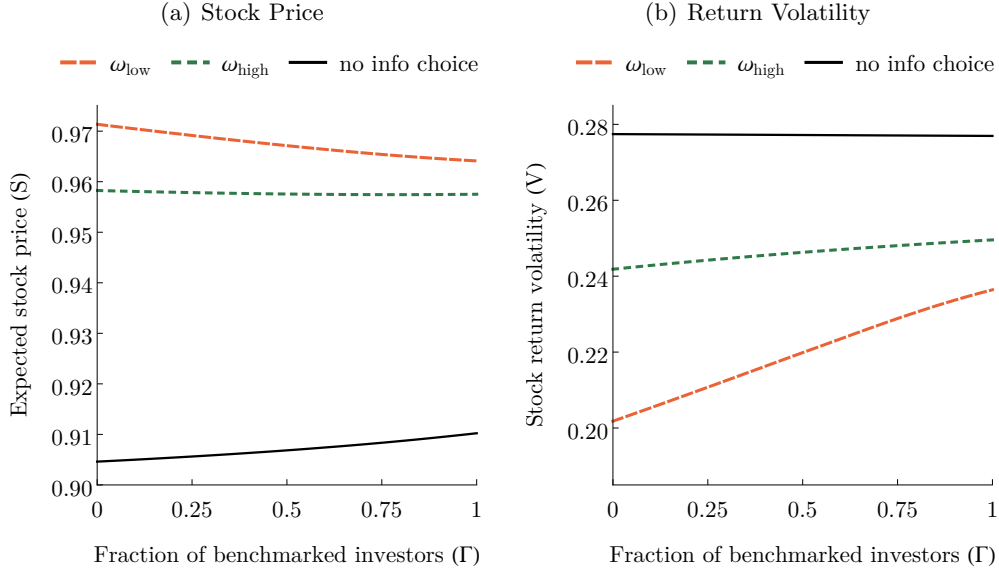 (a) Stock Price
ω_low ω_high no info choice
Expected stock price (S)
0.97
0.96
0.95
0.94
0.93
0.92
0.91
0.90
0 0.25 0.5 0.75 1
Fraction of benchmarked investors (Γ)
(b) Return Volatility
ω_low ω_high no info choice
Stock return volatility (V)
0.28
0.26
0.24
0.22
0.20
0 0.25 0.5 0.75 1
Fraction of benchmarked investors (Γ)